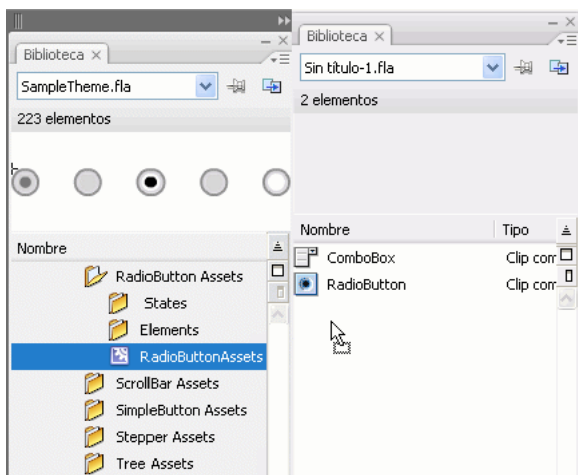 Biblioteca
SampleTheme.fla
223 elementos
Nombre
RadioButton Assets
States
Elements
RadioButtonAssets
ScrollBar Assets
SimpleButton Assets
Stepper Assets
Tree Assets
Biblioteca
Sin título-1.fla
2 elementos
Nombre Tipo
ComboBox Clip com
RadioButton Clip com